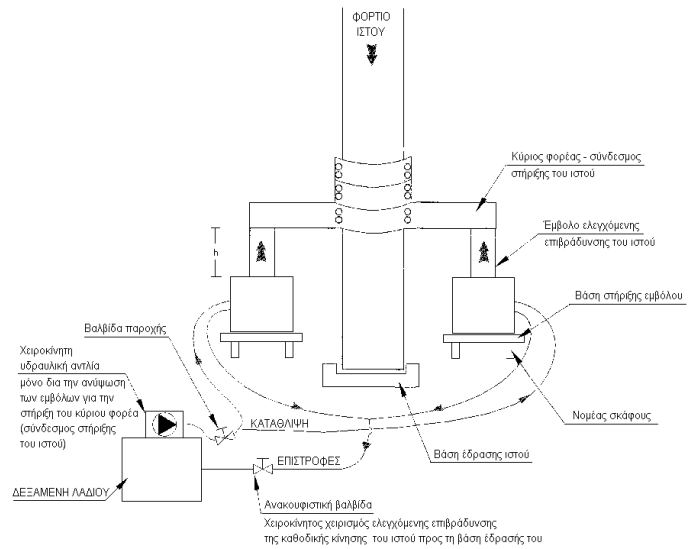 ΦΟΡΤΙΟ
ΙΣΤΟΥ
Κύριος φορέας - σύνδεσμος
στήριξης του ιστού
Έμβολο ελεγχόμενης
επιβράδυνσης του ιστού
h
Βάση στήριξης εμβόλου
Βαλβίδα παροχής
Χειροκίνητη
υδραυλική αντλία
μόνο δια την ανύψωση
των εμβόλων για την
στήριξη του κύριου φορέα
(σύνδεσμος στήριξης
του ιστού)
Νομέας σκάφους
ΚΑΤΑΘΛΙΨΗ
Βάση έδρασης ιστού
ΕΠΙΣΤΡΟΦΕΣ
ΔΕΞΑΜΕΝΗ ΛΑΔΙΟΥ
Ανακουφιστική βαλβίδα
Χειροκίνητος χειρισμός ελεγχόμενης επιβράδυνσης
της καθοδικής κίνησης του ιστού προς τη βάση έδρασής του